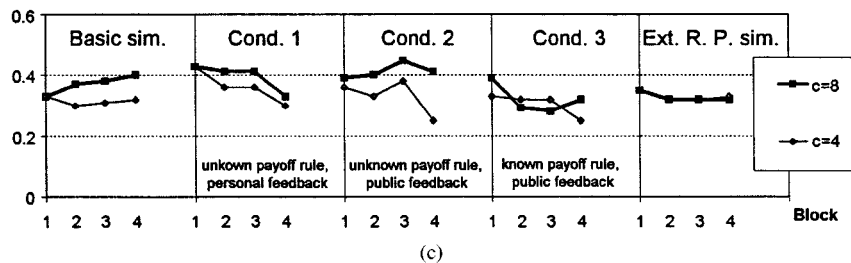 0.6
Basic sim. Cond. 1 Cond. 2 Cond. 3 Ext. R. P. sim.
0.4
c=8
0.2
c=4
unkown payoff rule, unknown payoff rule, known payoff rule,
personal feedback public feedback public feedback
0
1 2 3 4 1 2 3 4 1 2 3 4 1 2 3 4 1 2 3 4 Block
(c)